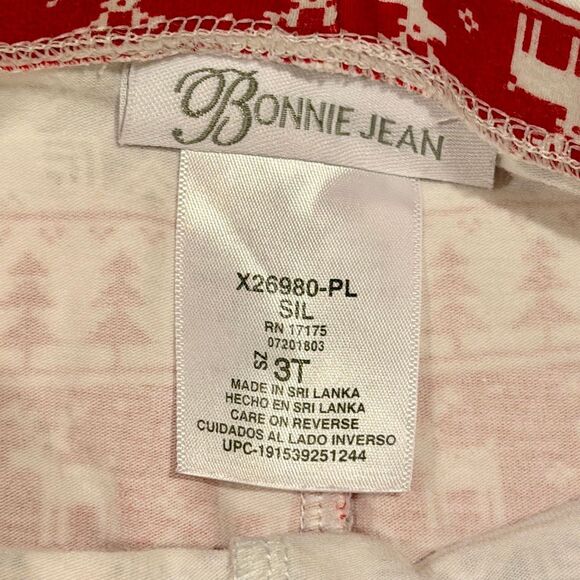 BONNIE JEAN
X26980-PL
SIL
RN 17175
07201803
SZ 3T
MADE IN SRI LANKA
HECHO EN SRI LANKA
CARE ON REVERSE
CUIDADOS AL LADO INVERSO
UPC-191539251244